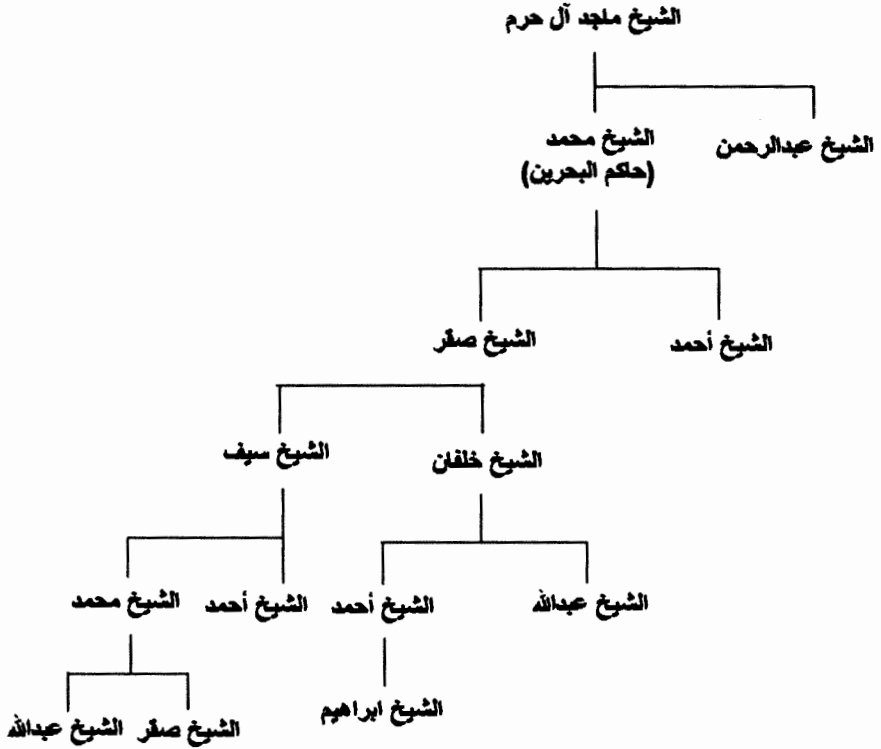 الشيخ ماجد آل حرم
الشيخ عبدالرحمن
الشيخ محمد
(حاكم البحرين)
الشيخ أحمد
الشيخ صقر
الشيخ خلفان
الشيخ سيف
الشيخ عبدالله
الشيخ أحمد
الشيخ أحمد
الشيخ محمد
الشيخ ابراهيم
الشيخ صقر
الشيخ عبدالله